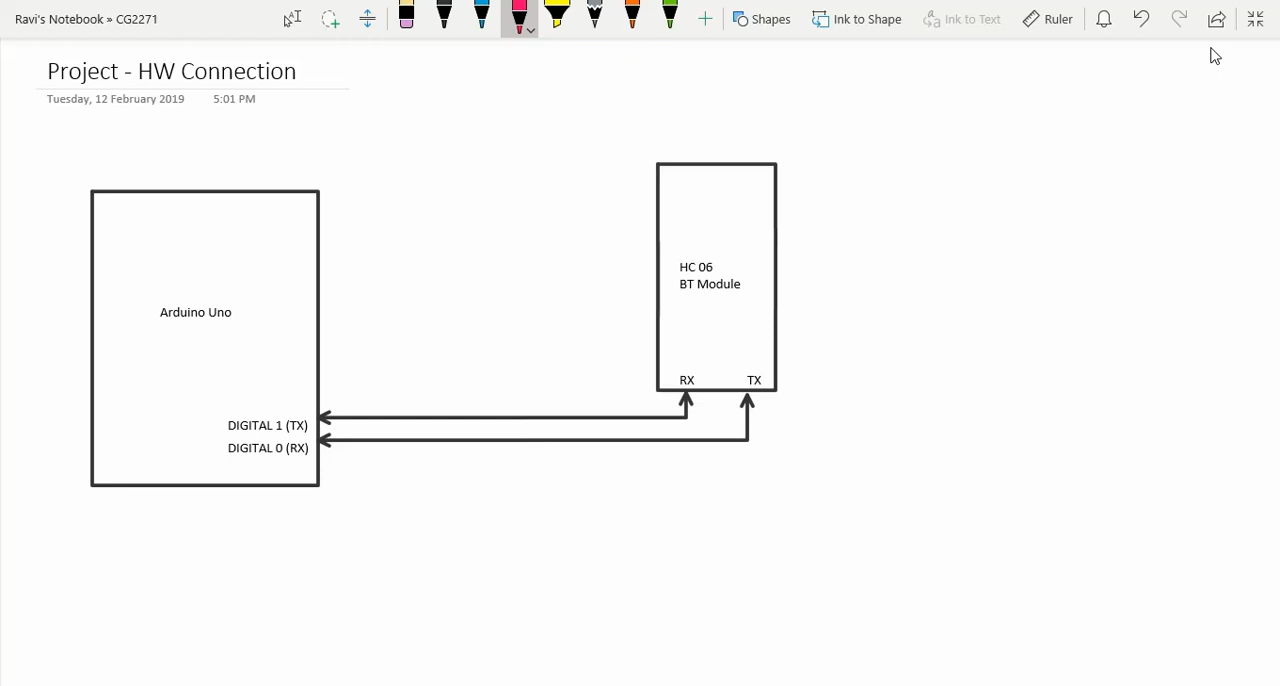 Ravi's Notebook » CG2271
Shapes
Ink to Shape
Ink to Text
Ruler
Project - HW Connection
Tuesday, 12 February 2019 5:01 PM
HC 06
BT Module
Arduino Uno
RX TX
DIGITAL 1 (TX)
DIGITAL 0 (RX)